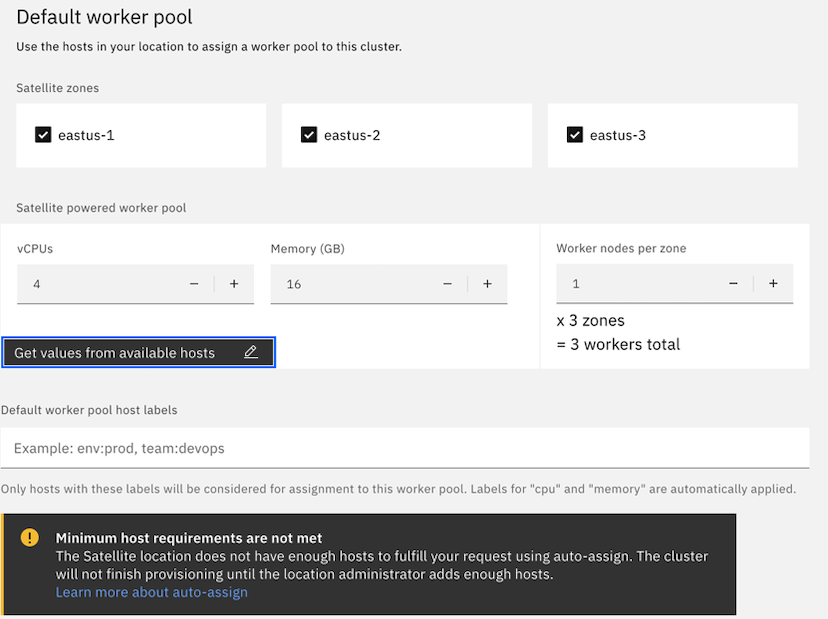 Default worker pool
Use the hosts in your location to assign a worker pool to this cluster.
Satellite zones
eastus-1
eastus-2
eastus-3
Satellite powered worker pool
vCPUs
Memory (GB)
Worker nodes per zone
4
16
1
x 3 zones
= 3 workers total
Get values from available hosts
Default worker pool host labels
Example: env:prod, team:devops
Only hosts with these labels will be considered for assignment to this worker pool. Labels for "cpu" and "memory" are automatically applied.
Minimum host requirements are not met
The Satellite location does not have enough hosts to fulfill your request using auto-assign. The cluster
will not finish provisioning until the location administrator adds enough hosts.
Learn more about auto-assign